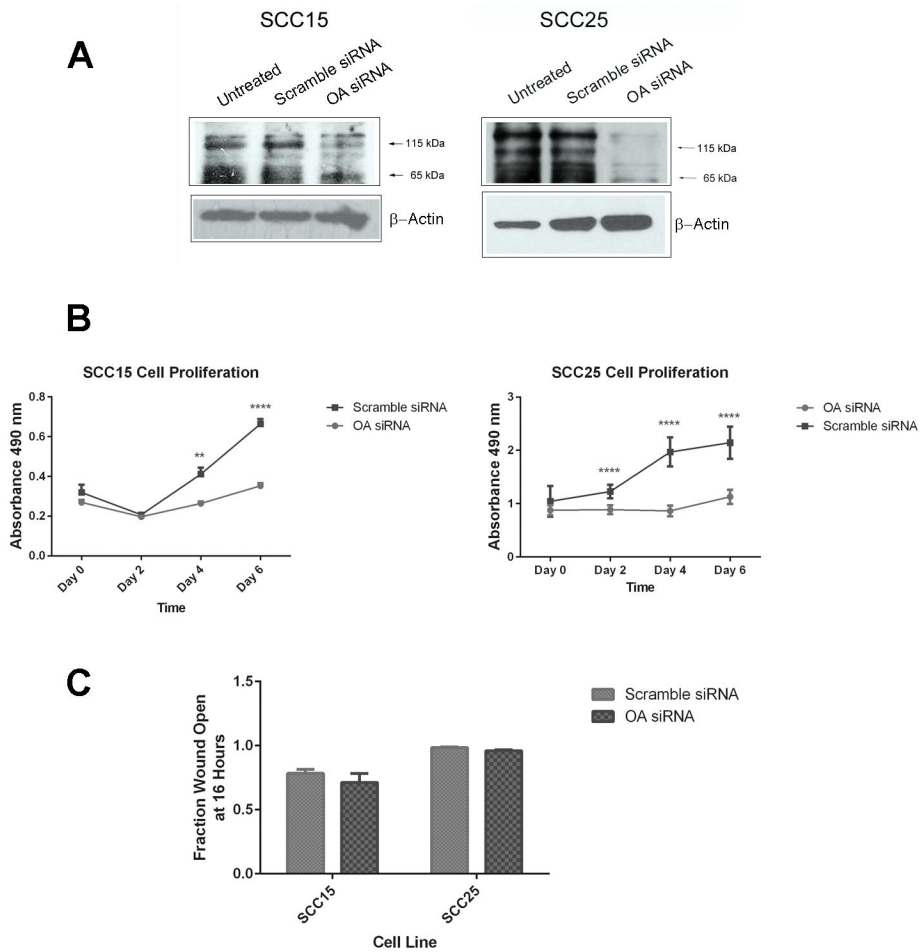 A
SCC15
SCC25
Untreated
Scramble siRNA
OA siRNA
Untreated
Scramble siRNA
OA siRNA
115 kDa
65 kDa
115 kDa
65 kDa
β–Actin
β–Actin
B
SCC15 Cell Proliferation
Absorbance 490 nm
0.8
0.6
0.4
0.2
0.0
**
****
Day 0
Day 2
Day 4
Day 6
Time
Scramble siRNA
OA siRNA
SCC25 Cell Proliferation
Absorbance 490 nm
3
2
1
0
****
****
****
Day 0
Day 2
Day 4
Day 6
Time
OA siRNA
Scramble siRNA
C
Fraction Wound Open
at 16 Hours
1.5
1.0
0.5
0.0
SCC15
SCC25
Cell Line
Scramble siRNA
OA siRNA